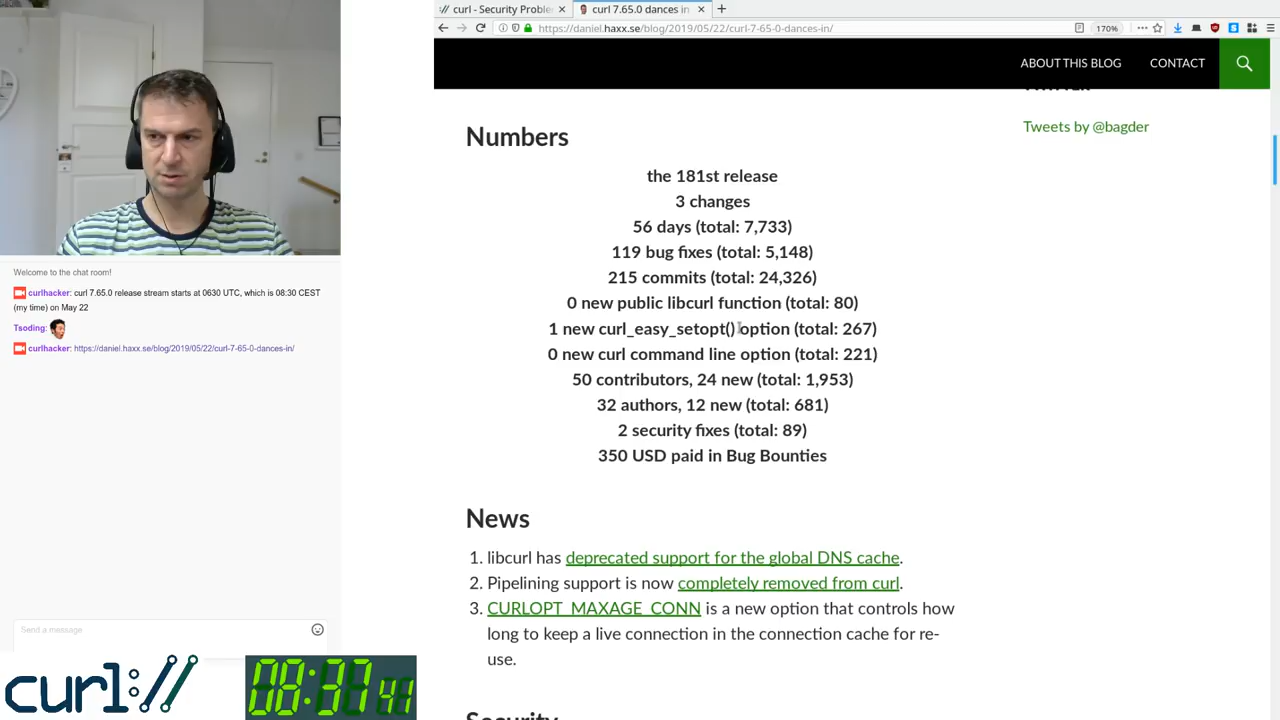 curl - Security Proble
curl 7.65.0 dances in
https://daniel.haxx.se/blog/2019/05/22/curl-7-65-0-dances-in/
170%
ABOUT THIS BLOG
CONTACT
Tweets by @bagder
Numbers
the 181st release
3 changes
56 days (total: 7,733)
119 bug fixes (total: 5,148)
215 commits (total: 24,326)
0 new public libcurl function (total: 80)
1 new curl_easy_setopt() option (total: 267)
0 new curl command line option (total: 221)
50 contributors, 24 new (total: 1,953)
32 authors, 12 new (total: 681)
2 security fixes (total: 89)
350 USD paid in Bug Bounties
News
1. libcurl has deprecated support for the global DNS cache.
2. Pipelining support is now completely removed from curl.
3. CURLOPT_MAXAGE_CONN is a new option that controls how
long to keep a live connection in the connection cache for re-
use.
Security
Welcome to the chat room!
curlhacker: curl 7.65.0 release stream starts at 0630 UTC, which is 08:30 CEST
(my time) on May 22
Tsoding:
curlhacker: https://daniel.haxx.se/blog/2019/05/22/curl-7-65-0-dances-in/
Send a message
curl://
08:37 41